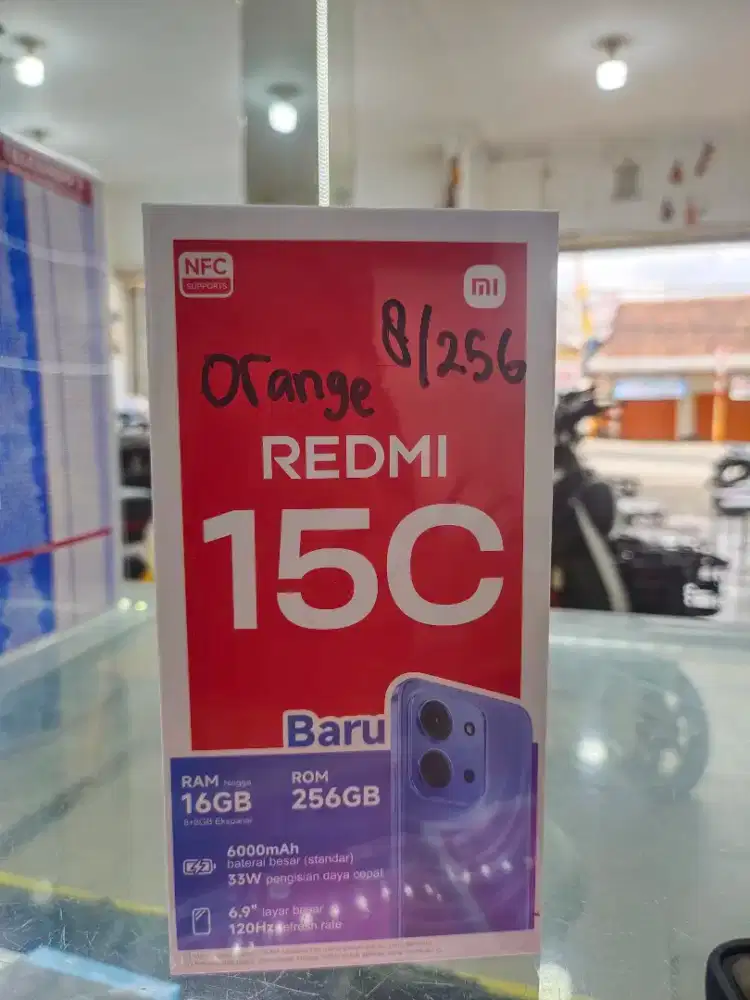 NFC
SUPPORTS
mi
8/256
Orange
REDMI
15C
Baru
RAM hingga
16GB
8+8GB Ekspansi
ROM
256GB
6000mAh
baterai besar (standar)
33W pengisian daya cepat
6.9" layar besar
120Hz refresh rate